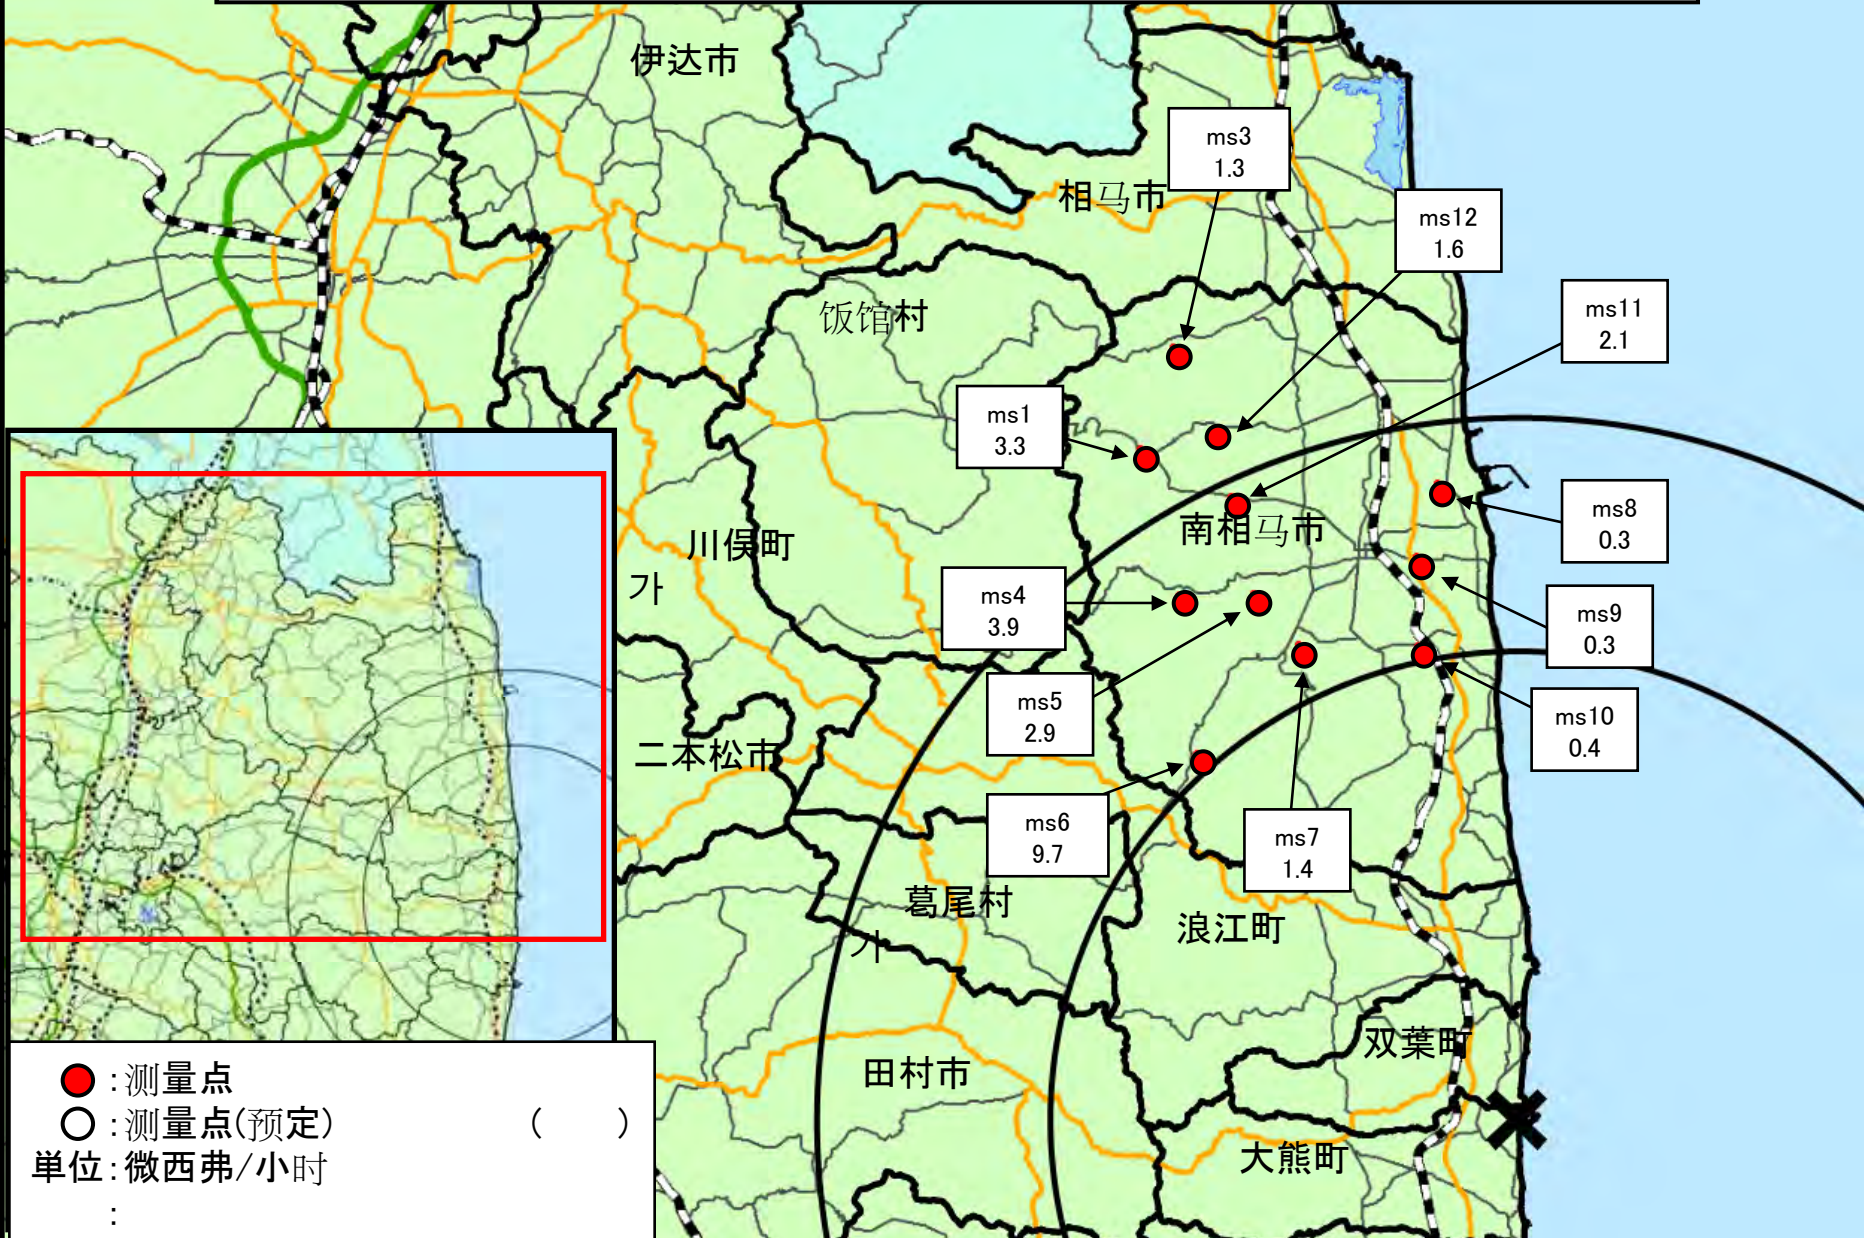 伊达市
ms3
1.3
相马市
ms12
1.6
饭馆村
ms11
2.1
ms1
3.3
ms8
0.3
南相马市
川俣町
가
ms4
3.9
ms9
0.3
ms5
2.9
ms10
0.4
二本松市
ms6
9.7
ms7
1.4
葛尾村
浪江町
가
双葉町
田村市
大熊町
:测量点
:测量点(预定) ( )
単位:微西弗/小时
: